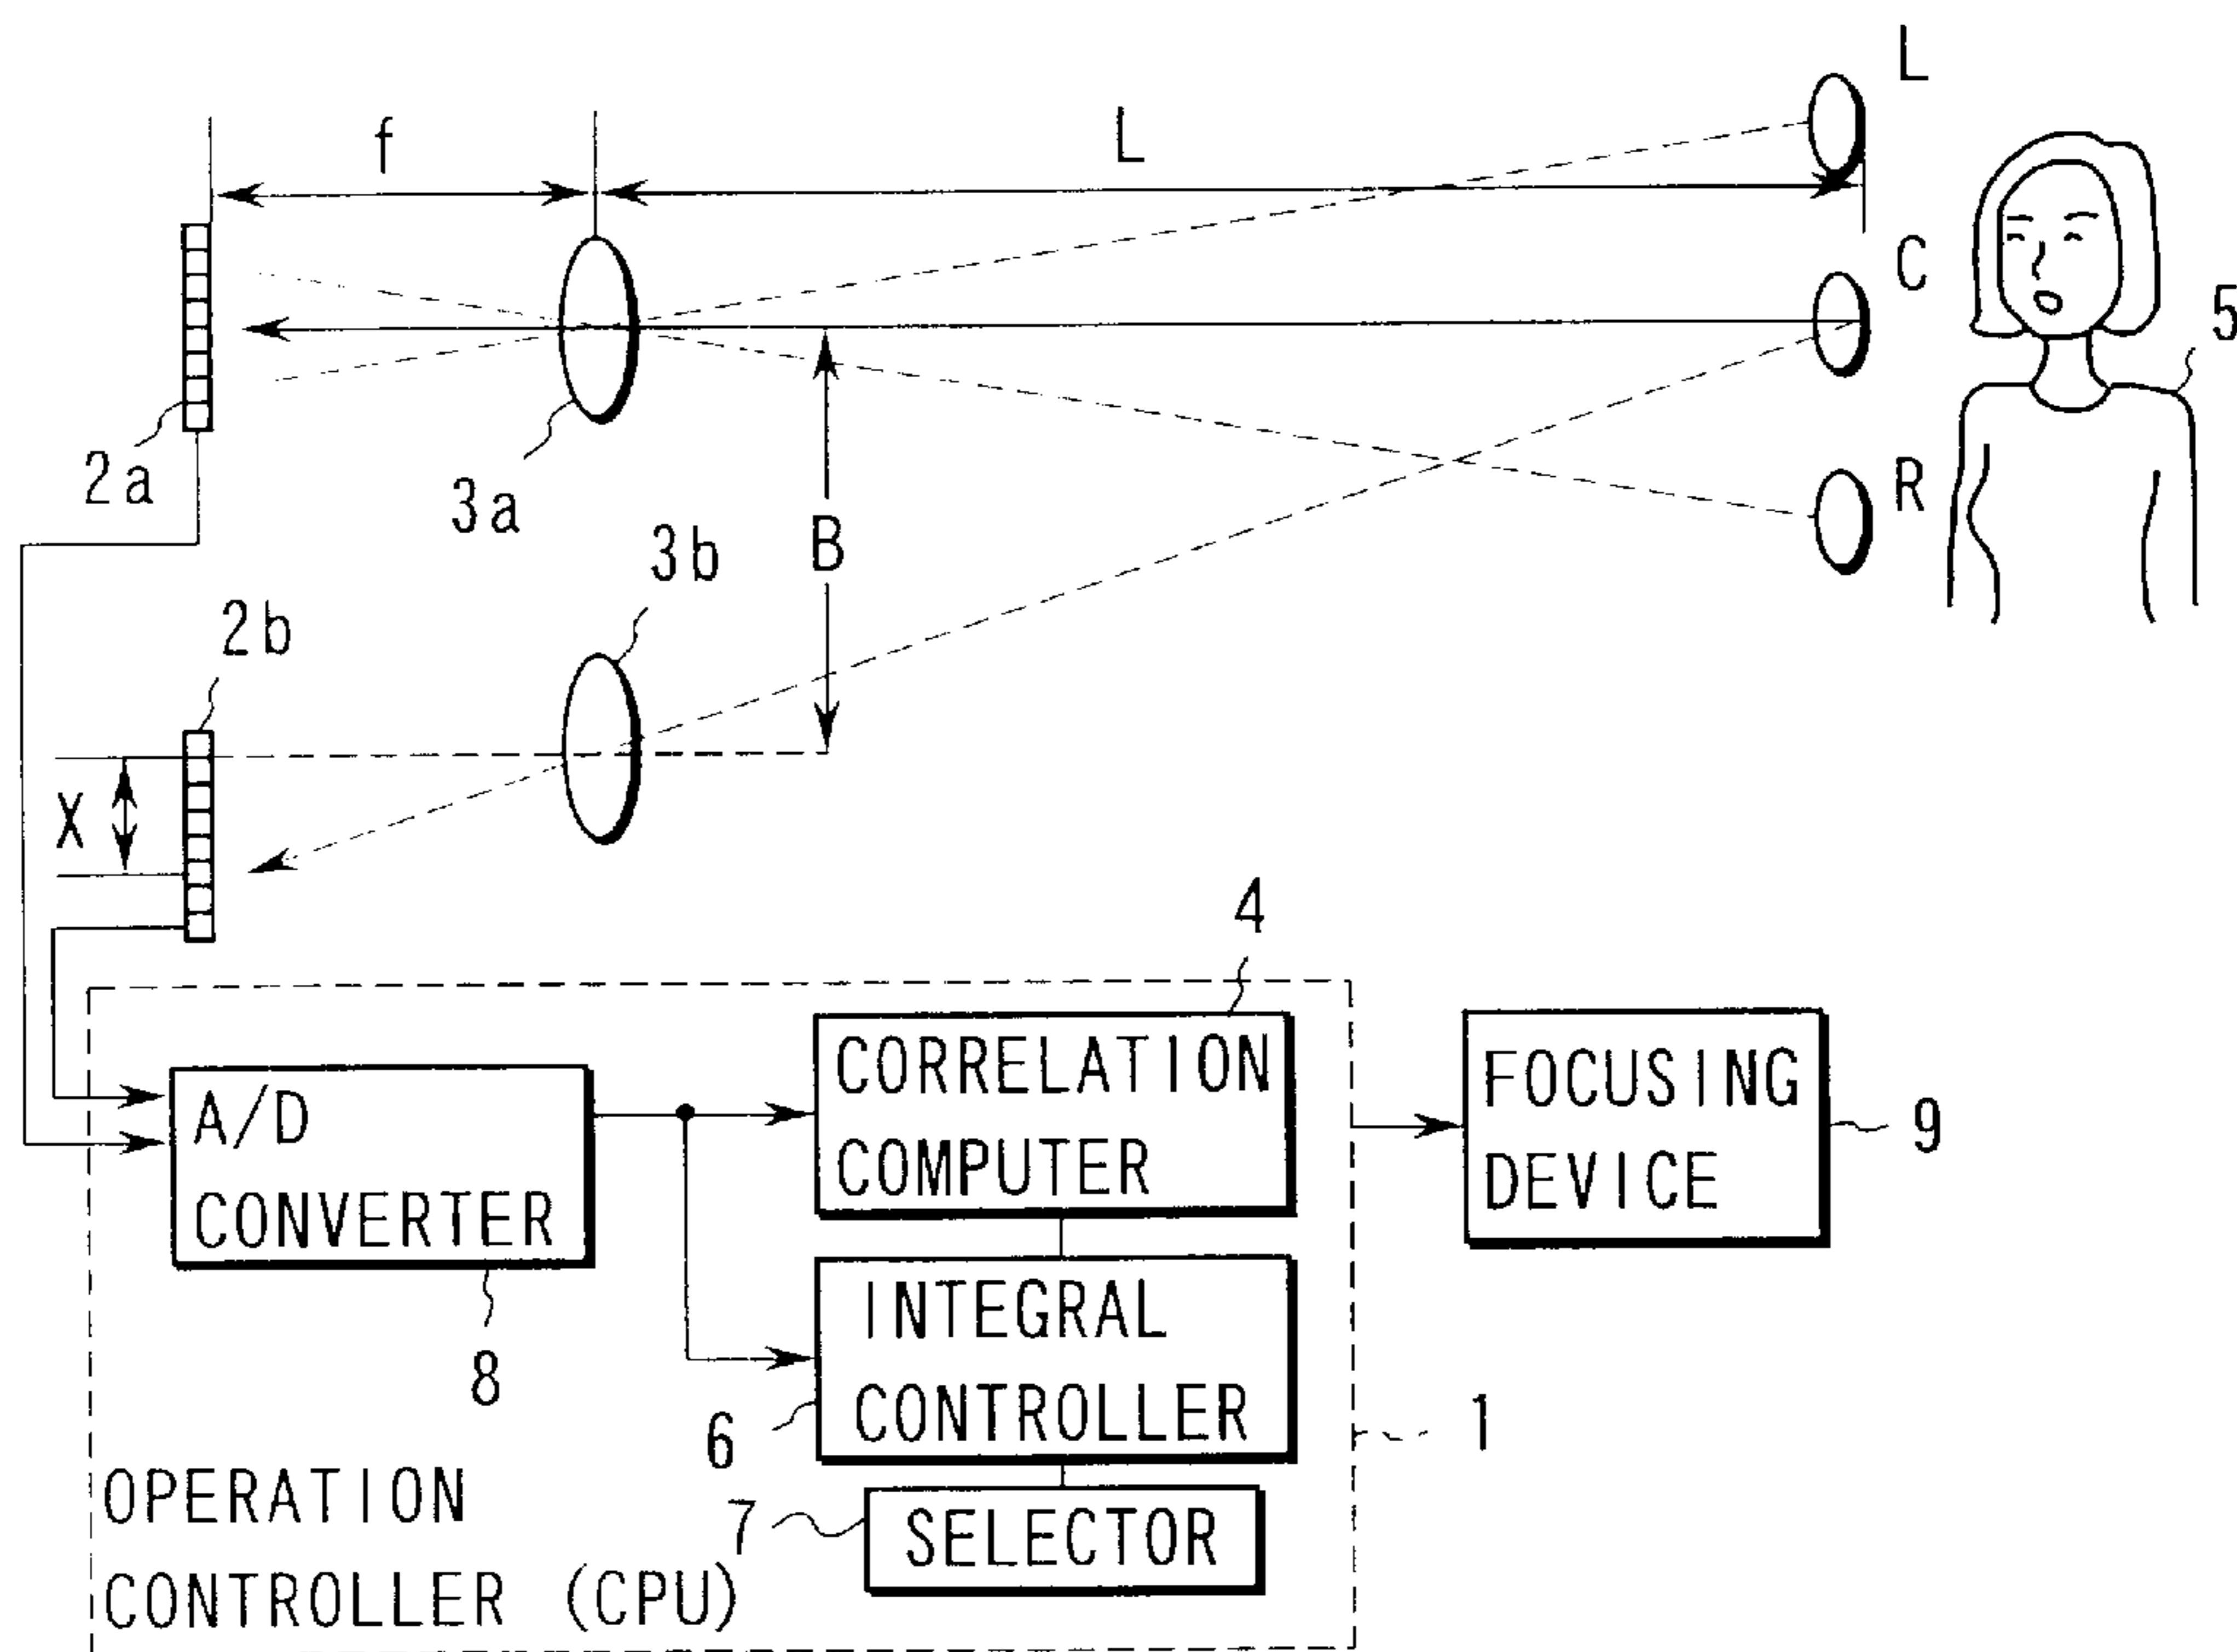 L
f
L
C
5
2a
3a
R
3b
B
2b
X
4
CORRELATION
COMPUTER
FOCUSING
DEVICE
9
A/D
CONVERTER
8
INTEGRAL
CONTROLLER
6
1
7
SELECTOR
OPERATION
CONTROLLER (CPU)